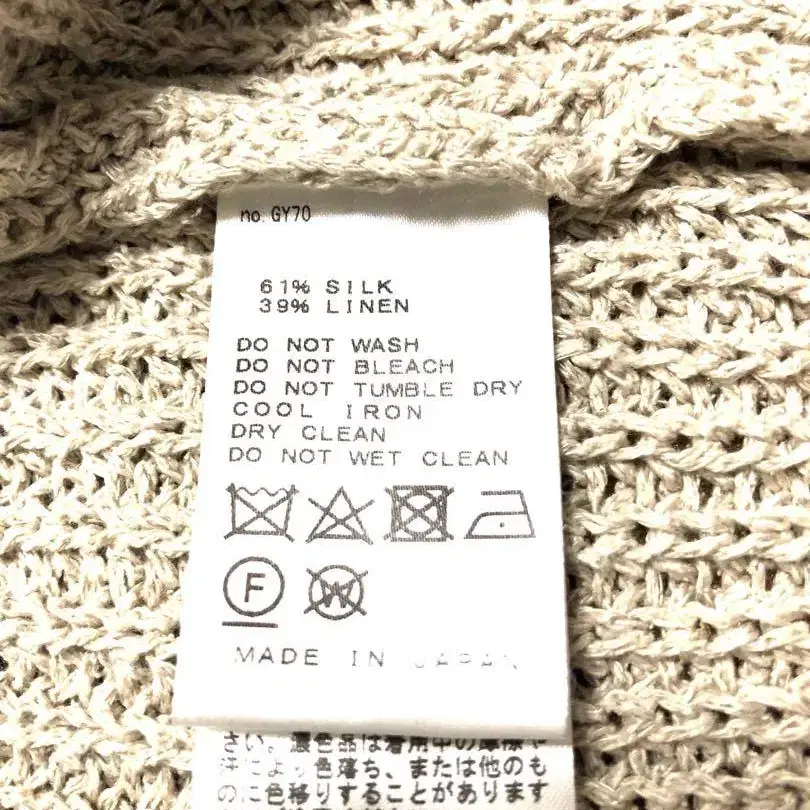 no. GY70
61% SILK
39% LINEN
DO NOT WASH
DO NOT BLEACH
DO NOT TUMBLE DRY
COOL IRON
DRY CLEAN
DO NOT WET CLEAN
F
W
MADE IN JAPAN
さい。濃色品は着用中の摩擦や
汗により色落ち、または他のも
のに色移りすることがあります